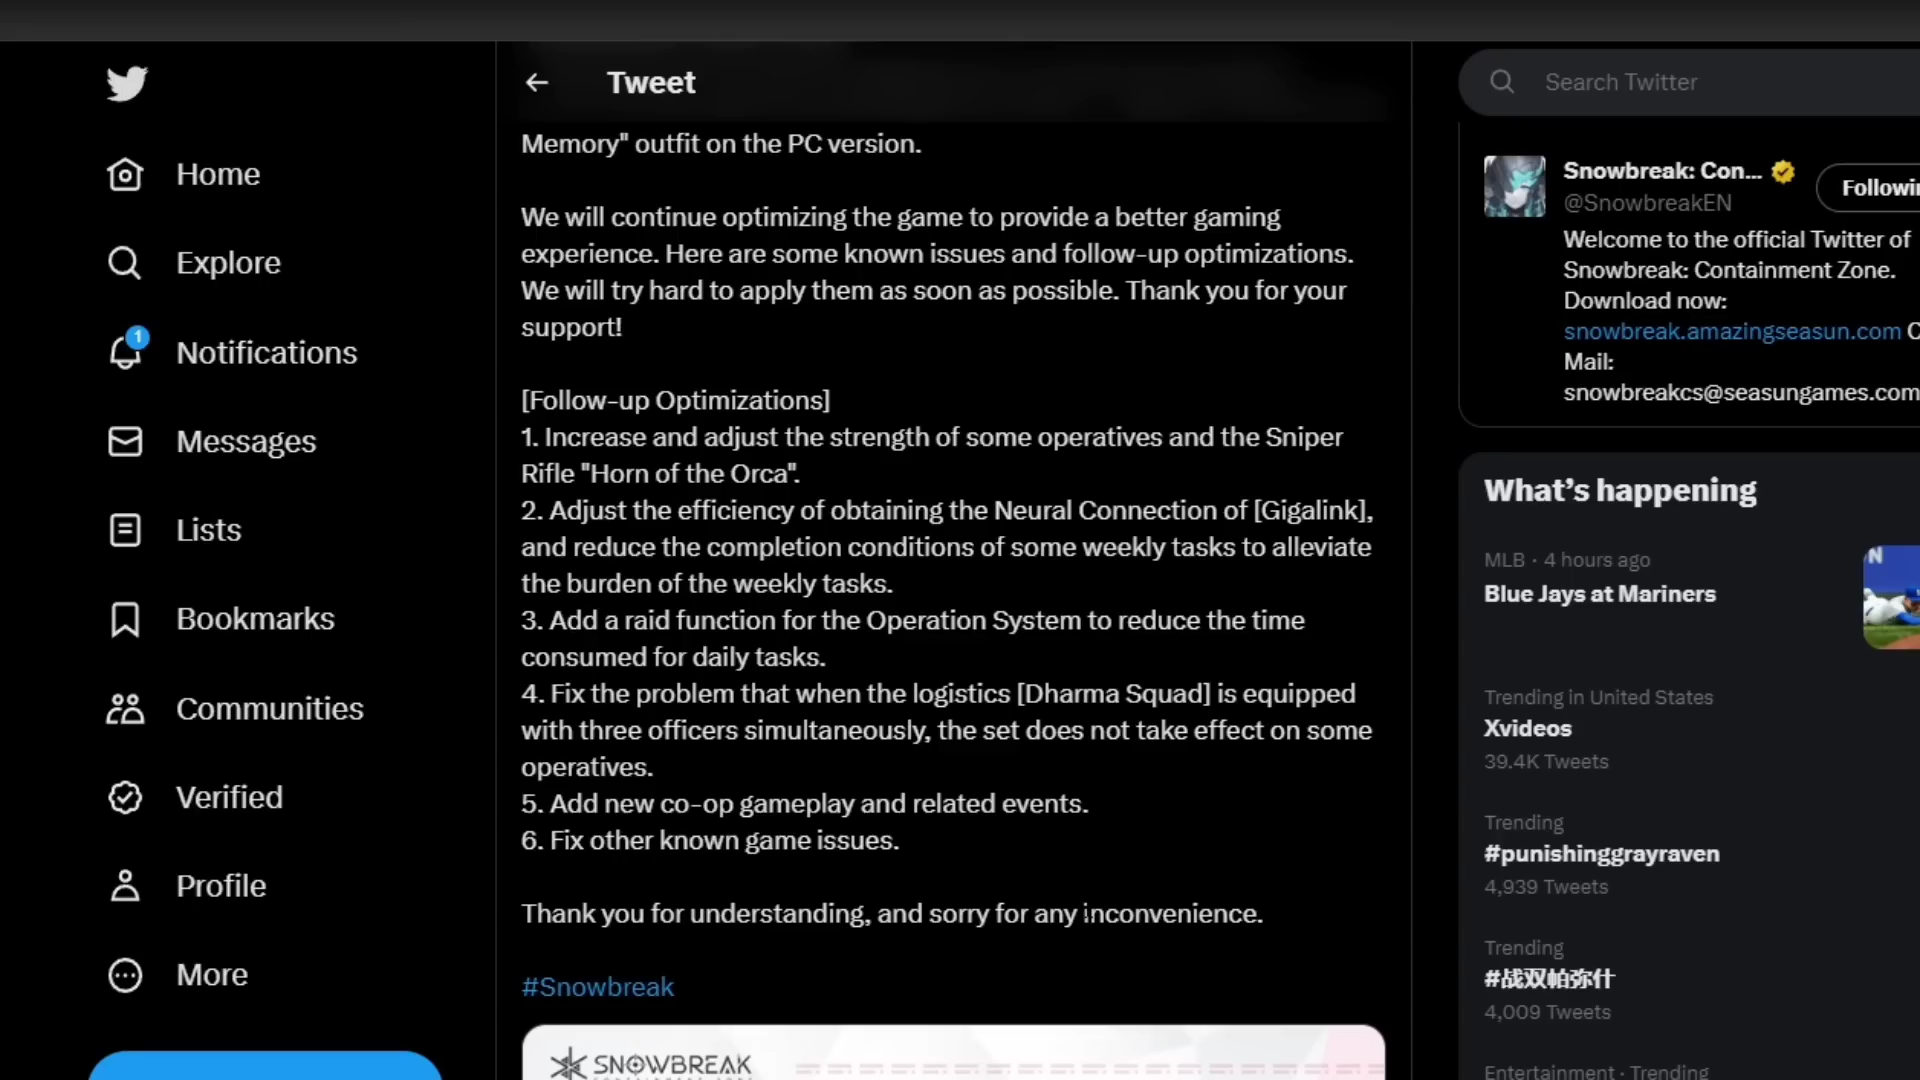 Home
Explore
1
Notifications
Messages
Lists
Bookmarks
Communities
Verified
Profile
More
Tweet
Memory" outfit on the PC version.
We will continue optimizing the game to provide a better gaming
experience. Here are some known issues and follow-up optimizations.
We will try hard to apply them as soon as possible. Thank you for your
support!
[Follow-up Optimizations]
1. Increase and adjust the strength of some operatives and the Sniper
Rifle "Horn of the Orca".
2. Adjust the efficiency of obtaining the Neural Connection of [Gigalink],
and reduce the completion conditions of some weekly tasks to alleviate
the burden of the weekly tasks.
3. Add a raid function for the Operation System to reduce the time
consumed for daily tasks.
4. Fix the problem that when the logistics [Dharma Squad] is equipped
with three officers simultaneously, the set does not take effect on some
operatives.
5. Add new co-op gameplay and related events.
6. Fix other known game issues.
Thank you for understanding, and sorry for any inconvenience.
#Snowbreak
SNOWBREAK
Search Twitter
Snowbreak: Con...
@SnowbreakEN
Followin
Welcome to the official Twitter of
Snowbreak: Containment Zone.
Download now:
snowbreak.amazingseasun.com C
Mail:
snowbreakcs@seasungames.com
What's happening
MLB · 4 hours ago
Blue Jays at Mariners
N
Trending in United States
Xvideos
39.4K Tweets
Trending
#punishinggrayraven
4,939 Tweets
Trending
#战双帕弥什
4,009 Tweets
Entertainment · Trending